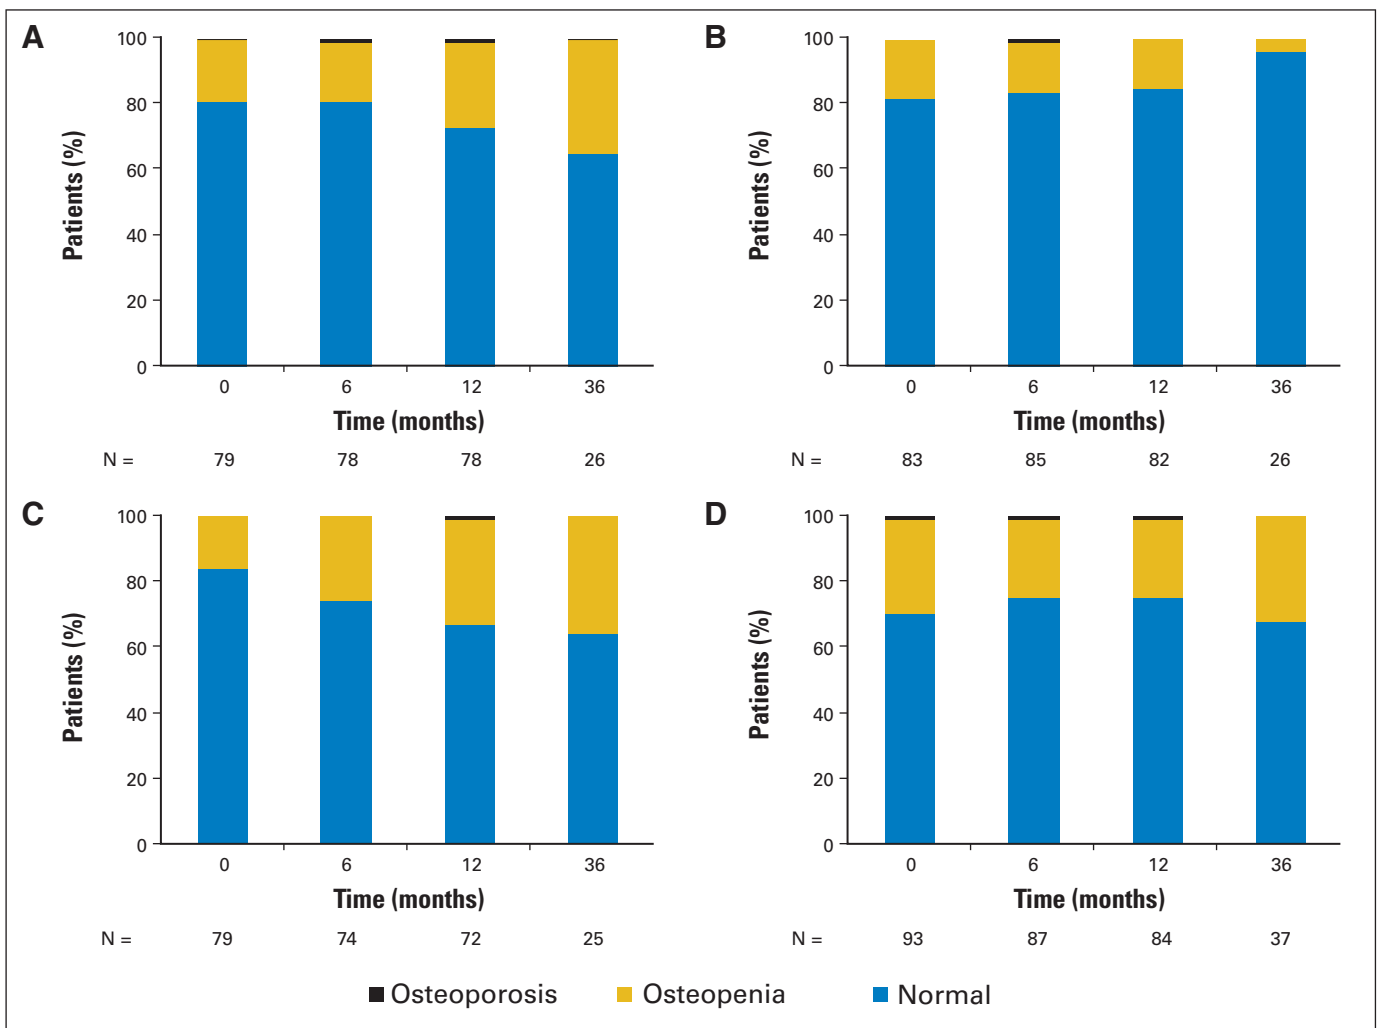 A
100
80
60
40
20
0
Patients (%)
0 6 12 36
Time (months)
N = 79 78 78 26
B
100
80
60
40
20
0
Patients (%)
0 6 12 36
Time (months)
N = 83 85 82 26
C
100
80
60
40
20
0
Patients (%)
0 6 12 36
Time (months)
N = 79 74 72 25
D
100
80
60
40
20
0
Patients (%)
0 6 12 36
Time (months)
N = 93 87 84 37
Osteoporosis Osteopenia Normal